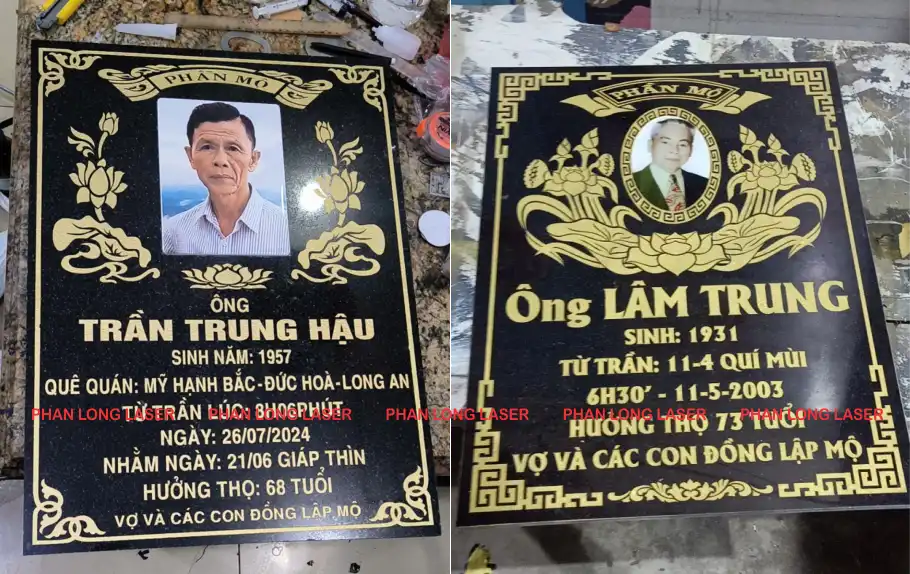 PHẦN MỘ
ÔNG
TRẦN TRUNG HẬU
SINH NĂM: 1957
QUÊ QUÁN: MỸ HẠNH BẮC-ĐỨC HOÀ-LONG AN
TỪ TRẦN LÚC: PHÚT
NGÀY: 26/07/2024
NHẰM NGÀY: 21/06 GIÁP THÌN
HƯỞNG THỌ: 68 TUỔI
VỢ VÀ CÁC CON ĐỒNG LẬP MỘ
PHẦN MỘ
Ông LÂM TRUNG
SINH: 1931
TỪ TRẦN: 11-4 QUÍ MÙI
6H30' - 11-5-2003
HƯỞNG THỌ 73 TUỔI
VỢ VÀ CÁC CON ĐỒNG LẬP MỘ
PHAN LONG LASER PHAN LONG LASER PHAN LONG LASER PHAN LONG LASER PHAN LONG LASER